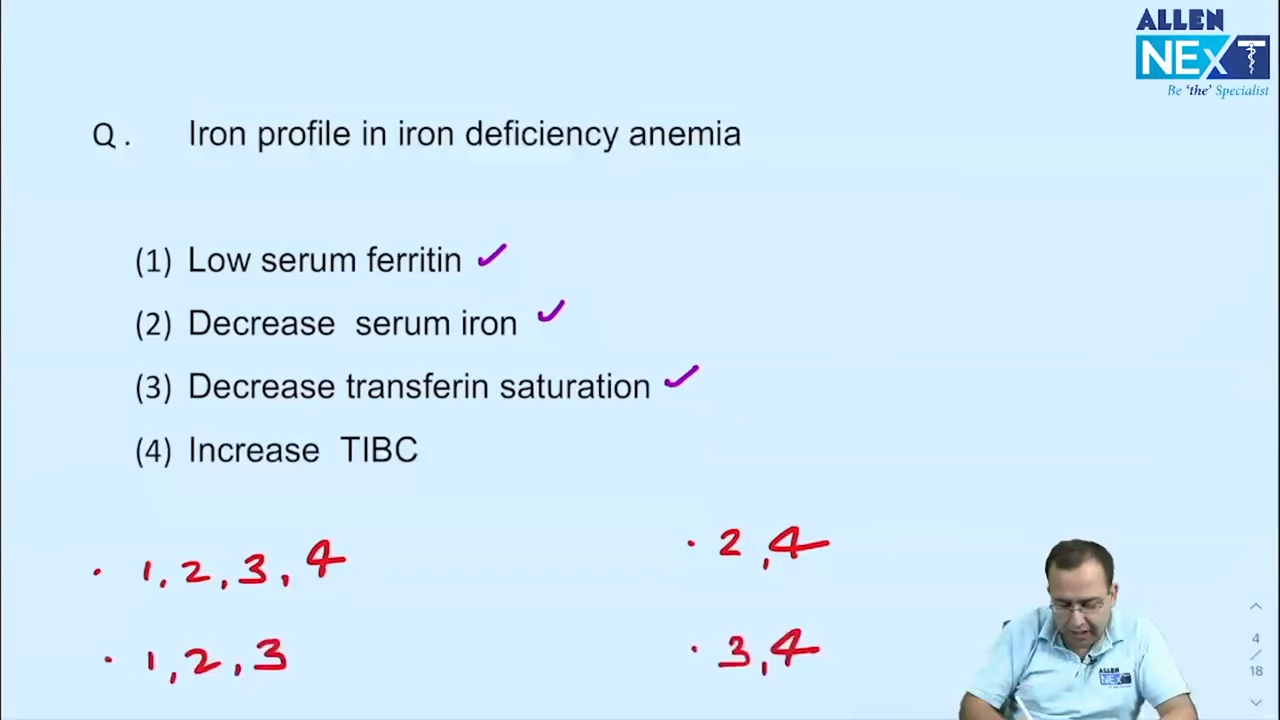 ALLEN
NEXT
Be 'the' Specialist
Q. Iron profile in iron deficiency anemia
(1) Low serum ferritin
(2) Decrease serum iron
(3) Decrease transferin saturation
(4) Increase TIBC
· 1, 2, 3, 4
· 2, 4
· 1, 2, 3
· 3, 4
4
/
18
ALLEN
NEXT